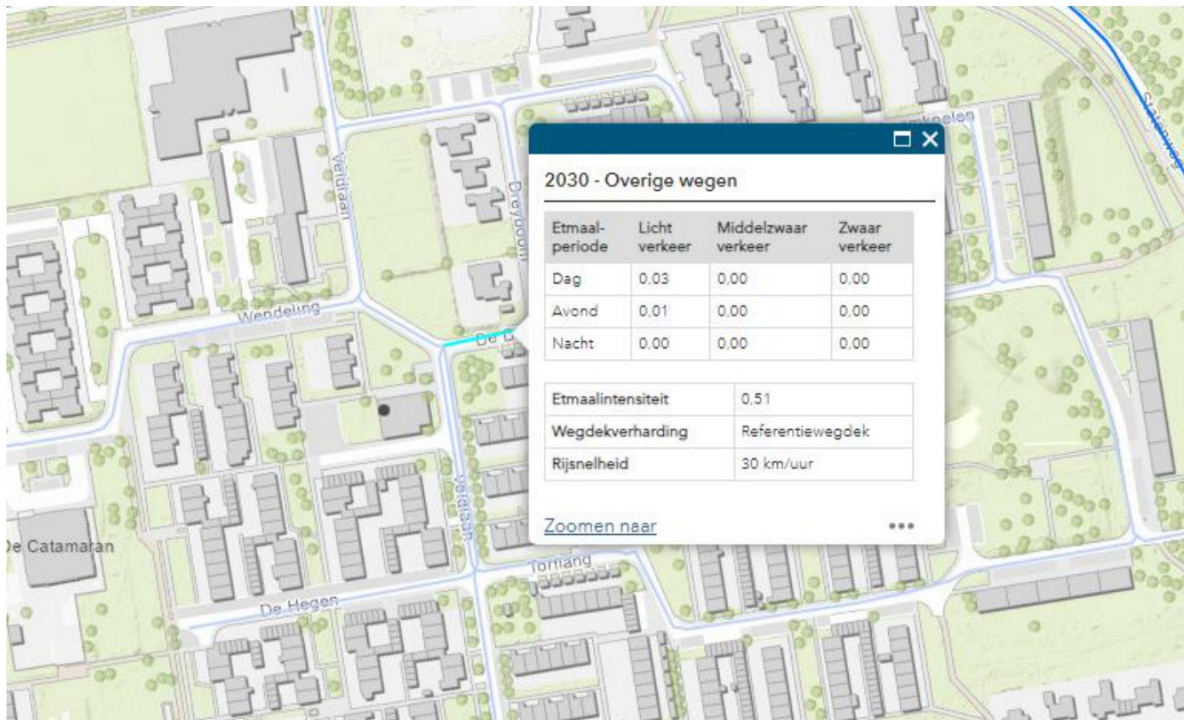 Statenweg
Veldlaan
2030 - Overige wegen
Etmaal-
periode
Licht
verkeer
Middelzwaar
verkeer
Zwaar
verkeer
Dag 0,03 0,00 0,00
Avond 0,01 0,00 0,00
Nacht 0,00 0,00 0,00
Wendeling
Etmaalintensiteit 0,51
Wegdekverharding Referentiewegdek
Rijsnelheid 30 km/uur
Veldlaan
Zoomen naar
De Catamaran
Torflang
De Hegen